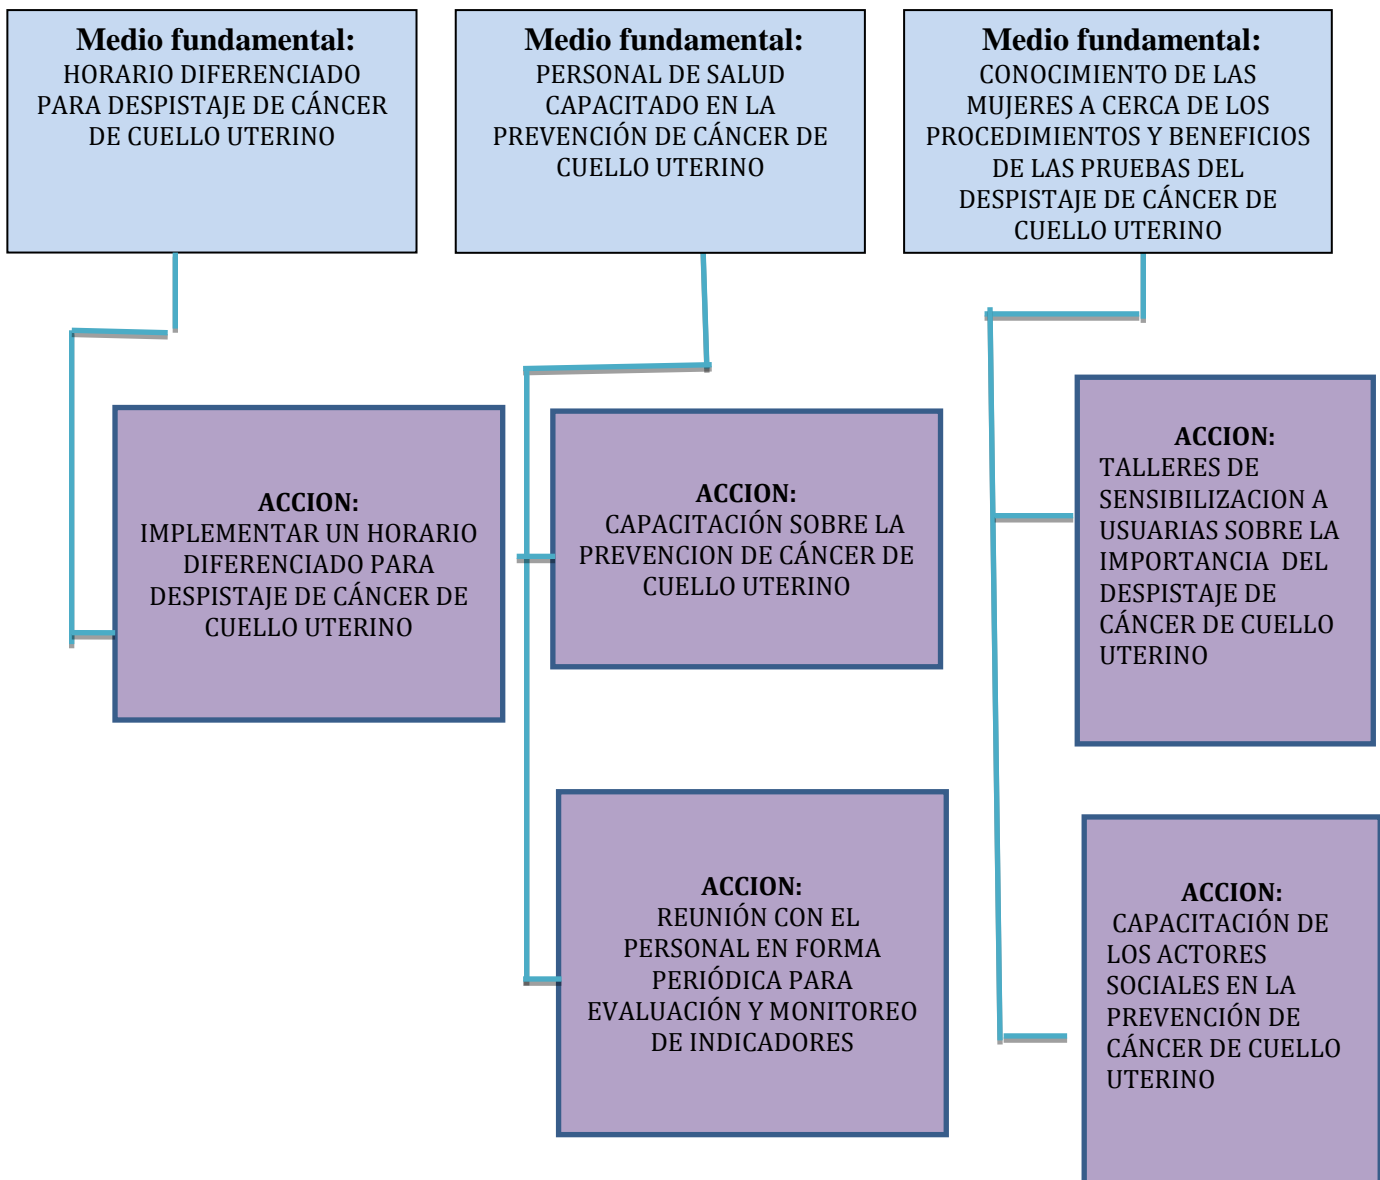 Medio fundamental:
HORARIO DIFERENCIADO
PARA DESPISTAJE DE CÁNCER
DE CUELLO UTERINO
Medio fundamental:
PERSONAL DE SALUD
CAPACITADO EN LA
PREVENCIÓN DE CÁNCER DE
CUELLO UTERINO
Medio fundamental:
CONOCIMIENTO DE LAS
MUJERES A CERCA DE LOS
PROCEDIMIENTOS Y BENEFICIOS
DE LAS PRUEBAS DEL
DESPISTAJE DE CÁNCER DE
CUELLO UTERINO
ACCION:
IMPLEMENTAR UN HORARIO
DIFERENCIADO PARA
DESPISTAJE DE CÁNCER DE
CUELLO UTERINO
ACCION:
CAPACITACIÓN SOBRE LA
PREVENCION DE CÁNCER DE
CUELLO UTERINO
ACCION:
TALLERES DE
SENSIBILIZACION A
USUARIAS SOBRE LA
IMPORTANCIA DEL
DESPISTAJE DE
CÁNCER DE CUELLO
UTERINO
ACCION:
REUNIÓN CON EL
PERSONAL EN FORMA
PERIÓDICA PARA
EVALUACIÓN Y MONITOREO
DE INDICADORES
ACCION:
CAPACITACIÓN DE
LOS ACTORES
SOCIALES EN LA
PREVENCIÓN DE
CÁNCER DE CUELLO
UTERINO